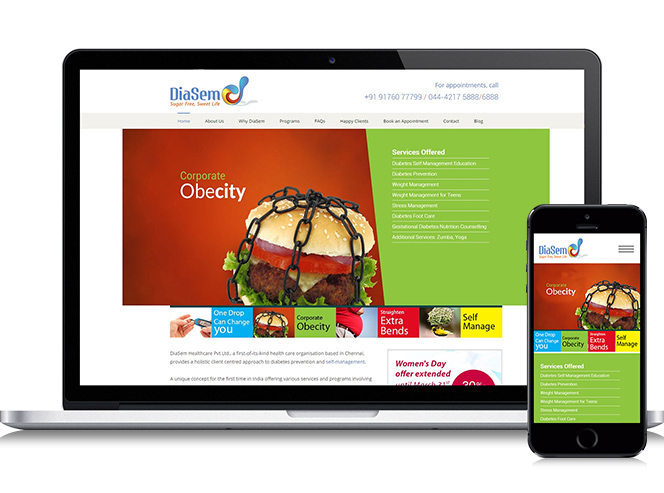 DiaSem
Sugar Free, Sweet Life
For appointments, call
+91 91760 77799 / 044-4217 5888/6888
Home About Us Why DiaSem Programs FAQs Happy Clients Book an Appointment Contact Blog
Corporate
Obecity
Services Offered
Diabetes Self Management Education
Diabetes Prevention
Weight Management
Weight Management for Teens
Stress Management
Diabetes Foot Care
Gestational Diabetes Nutrition Counselling
Additional Services: Zumba, Yoga
One Drop
Can Change
you
Corporate
Obecity
Straighten
Extra
Bends
Self
Manage
DiaSem Healthcare Pvt Ltd., a first-of-its-kind health care organisation based in Chennai,
provides a holistic client centred approach to diabetes prevention and self-management.
A unique concept for the first time in India offering various services and programs involving
Women's Day
offer extended
until March 31st
DiaSem
Sugar Free, Sweet Life
Corporate
Obecity
One Drop
Can Change
you
Corporate
Obecity
Straighten
Extra
Bends
Self
Manage
Services Offered
Diabetes Self Management Education
Diabetes Prevention
Weight Management
Weight Management for Teens
Stress Management
Diabetes Foot Care